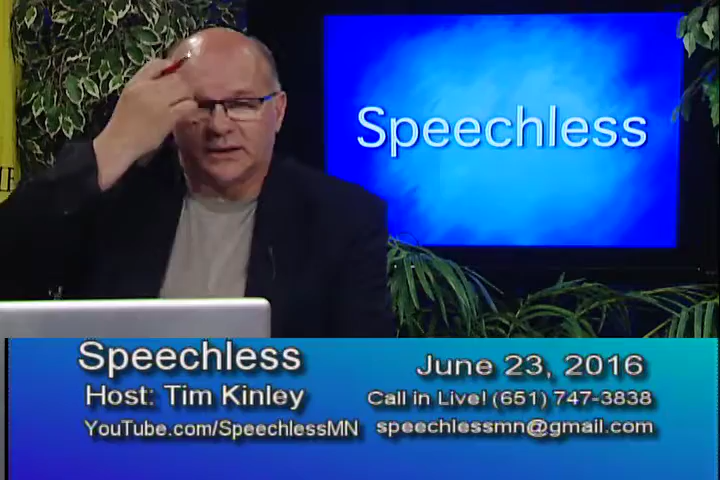 Speechless
Speechless
June 23, 2016
Host: Tim Kinley
Call in Live! (651) 747-3838
YouTube.com/SpeechlessMN
speechlessmn@gmail.com